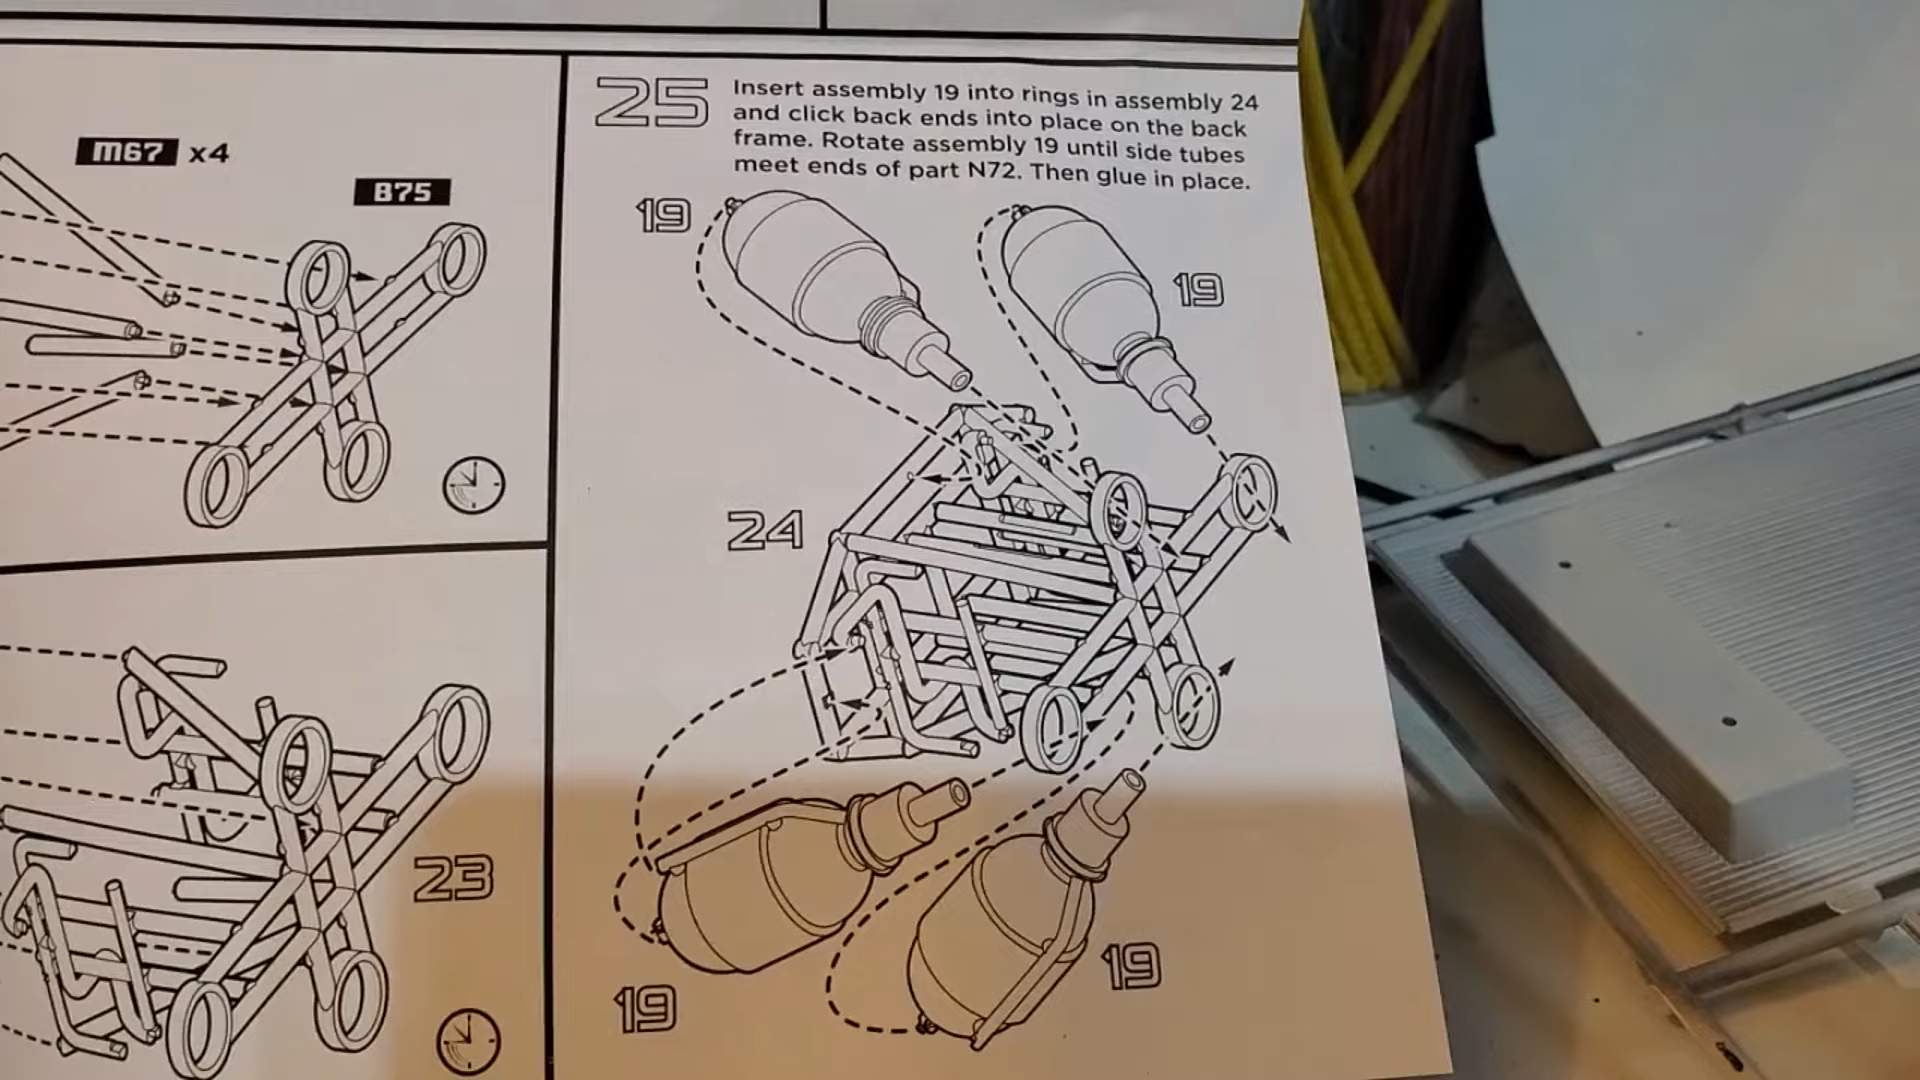 M67 x4
B75
23
25
Insert assembly 19 into rings in assembly 24
and click back ends into place on the back
frame. Rotate assembly 19 until side tubes
meet ends of part N72. Then glue in place.
19
19
24
19
19